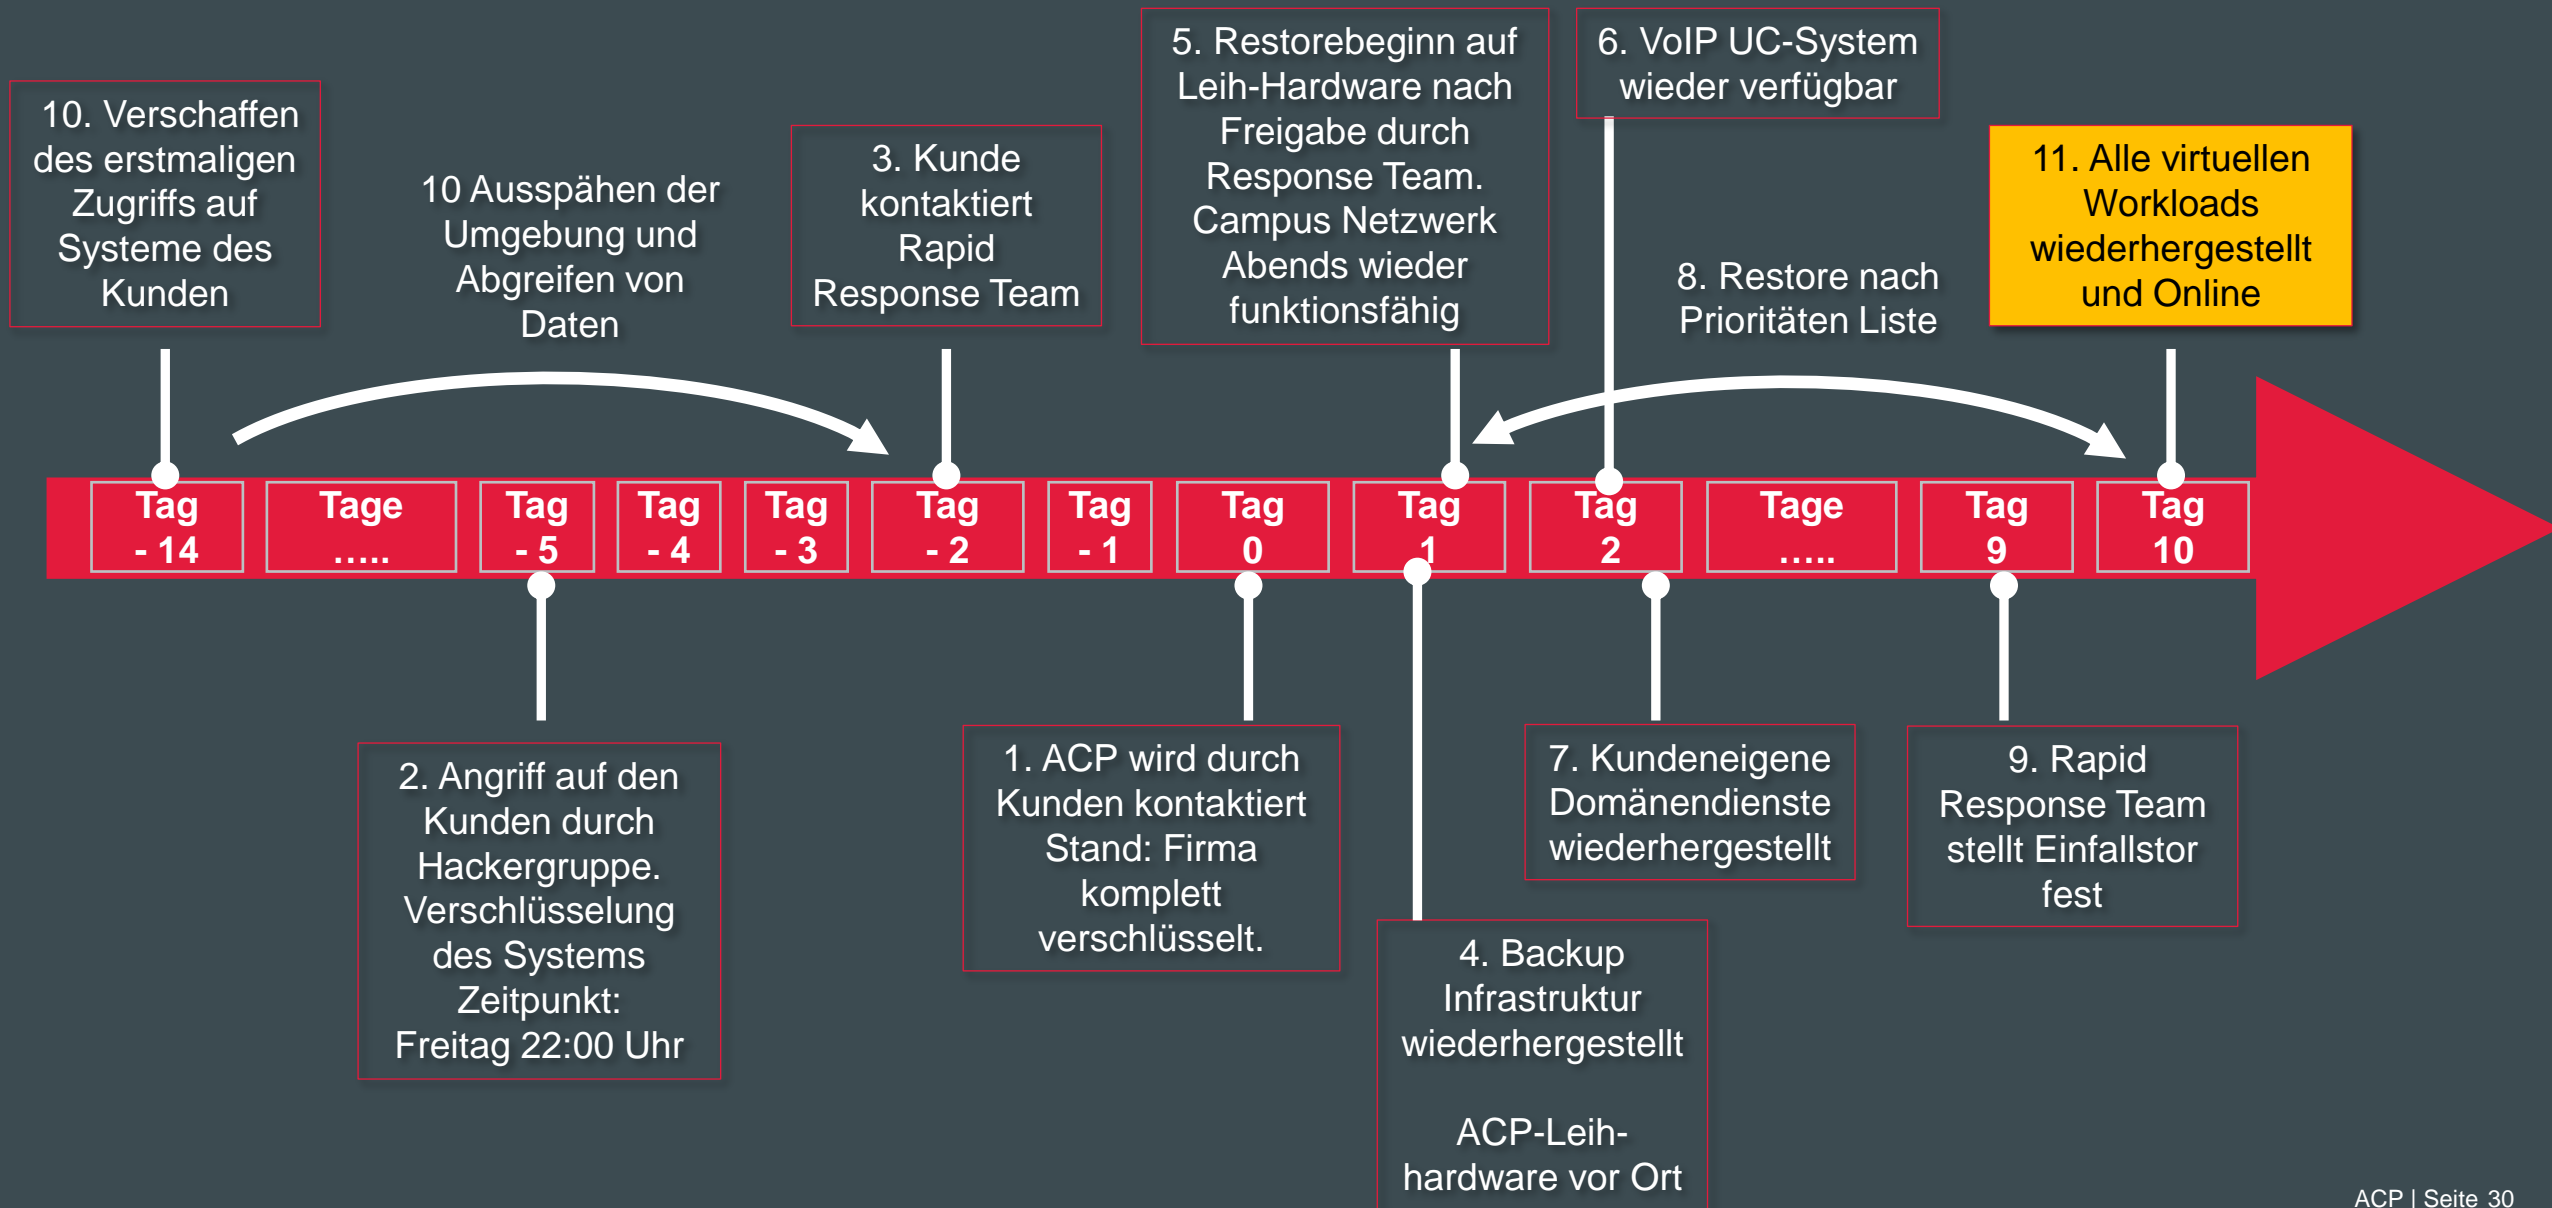 10. Verschaffen
des erstmaligen
Zugriffs auf
Systeme des
Kunden
10 Ausspähen der
Umgebung und
Abgreifen von
Daten
3. Kunde
kontaktiert
Rapid
Response Team
5. Restorebeginn auf
Leih-Hardware nach
Freigabe durch
Response Team.
Campus Netzwerk
Abends wieder
funktionsfähig
6. VoIP UC-System
wieder verfügbar
8. Restore nach
Prioritäten Liste
11. Alle virtuellen
Workloads
wiederhergestellt
und Online
Tag
- 14
Tage
.....
Tag
- 5
Tag
- 4
Tag
- 3
Tag
- 2
Tag
- 1
Tag
0
Tag
1
Tag
2
Tage
.....
Tag
9
Tag
10
2. Angriff auf den
Kunden durch
Hackergruppe.
Verschlüsselung
des Systems
Zeitpunkt:
Freitag 22:00 Uhr
1. ACP wird durch
Kunden kontaktiert
Stand: Firma
komplett
verschlüsselt.
4. Backup
Infrastruktur
wiederhergestellt
ACP-Leih-
hardware vor Ort
7. Kundeneigene
Domänendienste
wiederhergestellt
9. Rapid
Response Team
stellt Einfallstor
fest
ACP | Seite 30